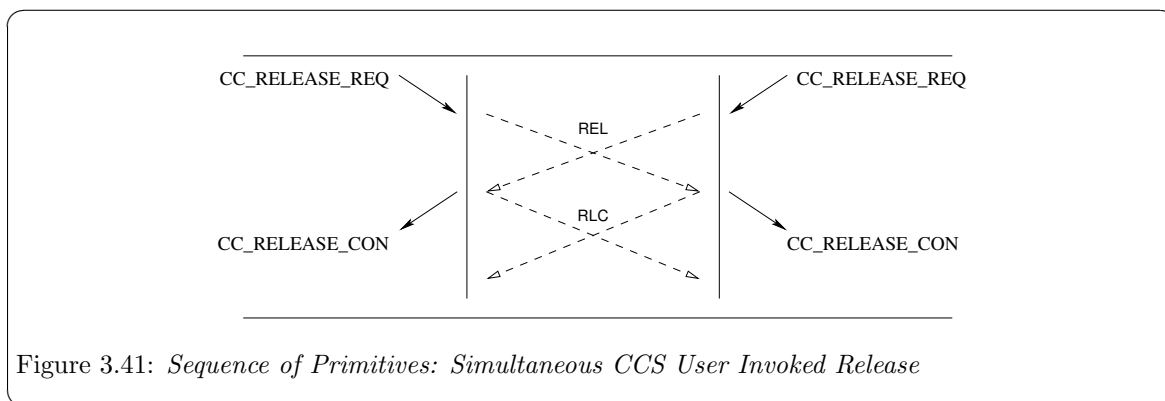 CC_RELEASE_REQ CC_RELEASE_REQ
REL
RLC
CC_RELEASE_CON CC_RELEASE_CON
Figure 3.41: Sequence of Primitives: Simultaneous CCS User Invoked Release